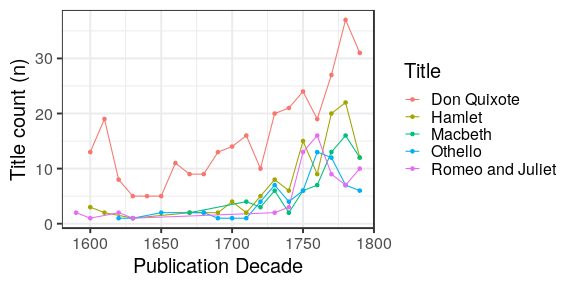 Title count (n)
30
20
10
0
1600
1650
1700
1750
1800
Publication Decade
Title
Don Quixote
Hamlet
Macbeth
Othello
Romeo and Juliet